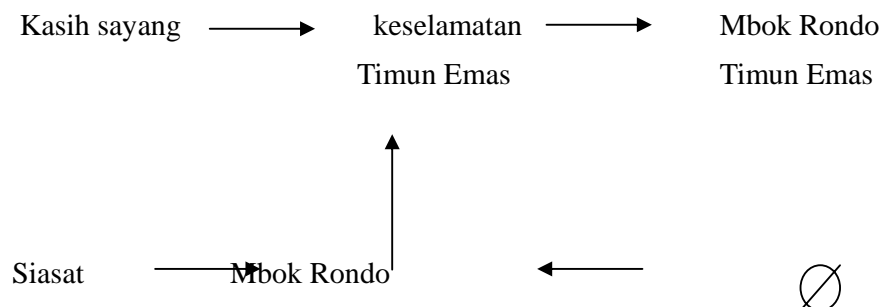 Kasih sayang keselamatan Mbok Rondo
Timun Emas Timun Emas
Siasat Mbok Rondo Ø